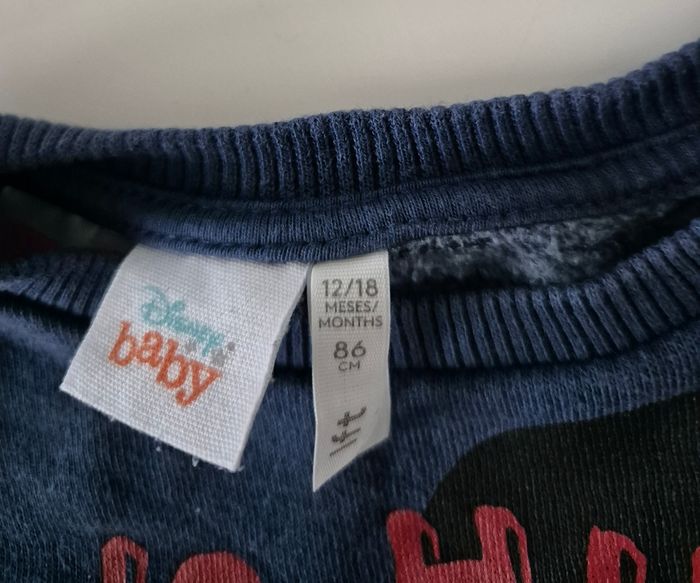 Disney
baby
12/18
MESES/
MONTHS
86
CM